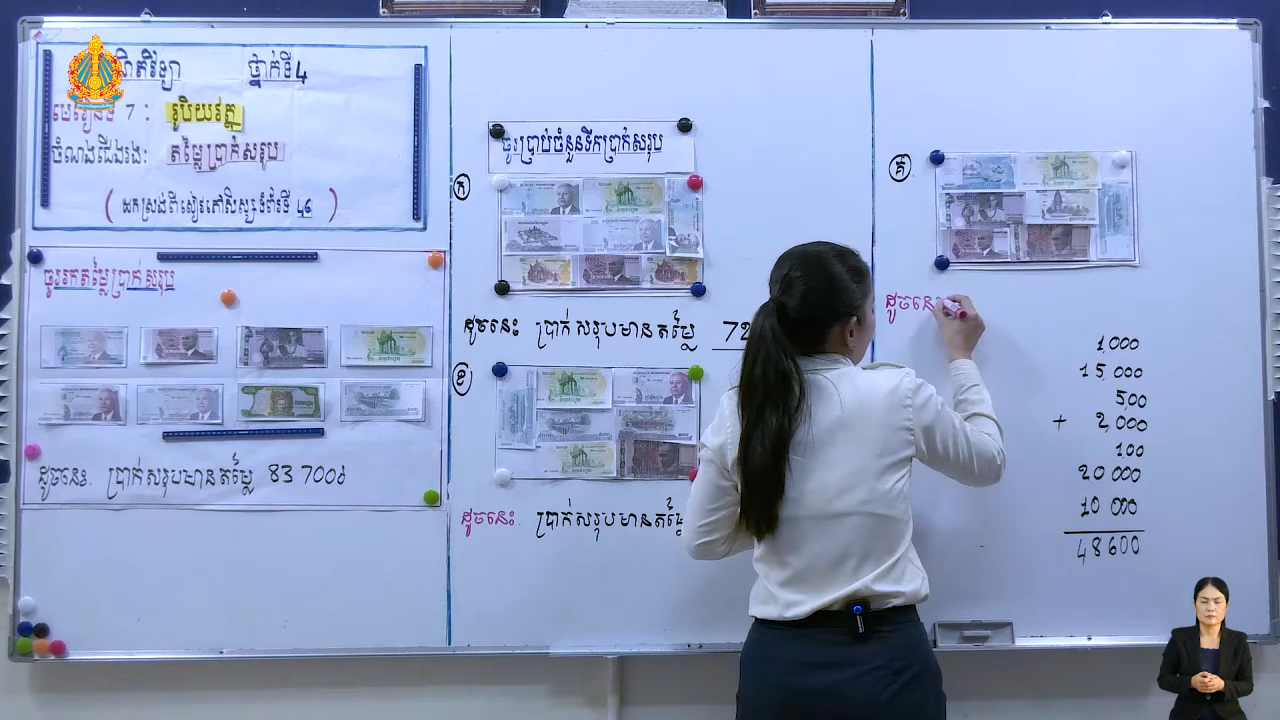 គណិតវិទ្យា ថ្នាក់ទី4
មេរៀនទី 7 : រូបិយវត្ថុ
ចំណងជើងរង: តម្លៃប្រាក់សរុប
( ដកស្រង់ពីសៀវភៅសិស្សទំព័រទី 46 )
ចូររកតម្លៃប្រាក់សរុប
ដូចនេះ ប្រាក់សរុបមានតម្លៃ 83 700៛
ចូរប្រាប់ចំនួនទឹកប្រាក់សរុប
ក
ដូចនេះ ប្រាក់សរុបមានតម្លៃ 72
ខ
ដូចនេះ ប្រាក់សរុបមានតម្លៃ
គ
ដូចនេះ
1,000
15,000
500
+ 2,000
100
20 000
10 000
48600